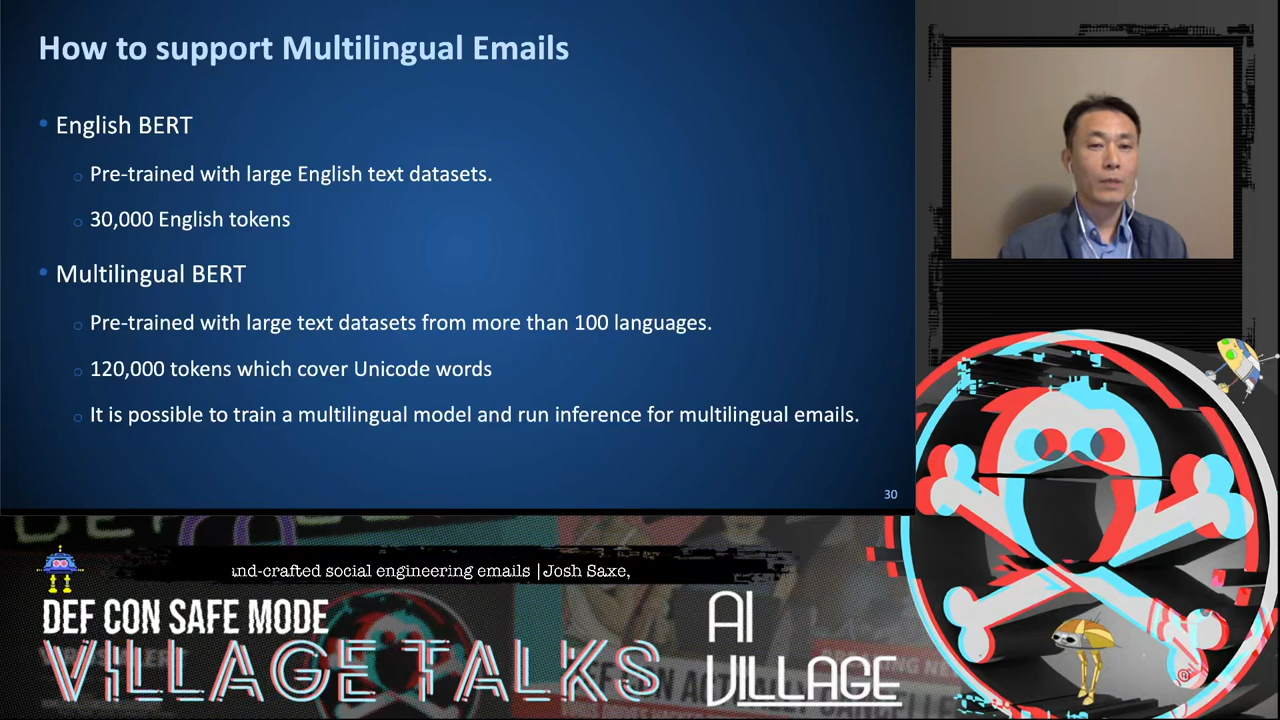 How to support Multilingual Emails
English BERT
Pre-trained with large English text datasets.
30,000 English tokens
Multilingual BERT
Pre-trained with large text datasets from more than 100 languages.
120,000 tokens which cover Unicode words
It is possible to train a multilingual model and run inference for multilingual emails.
30
and-crafted social engineering emails | Josh Saxe,
DEF CON SAFE MODE
VILLAGE TALKS
AI
VILLAGE